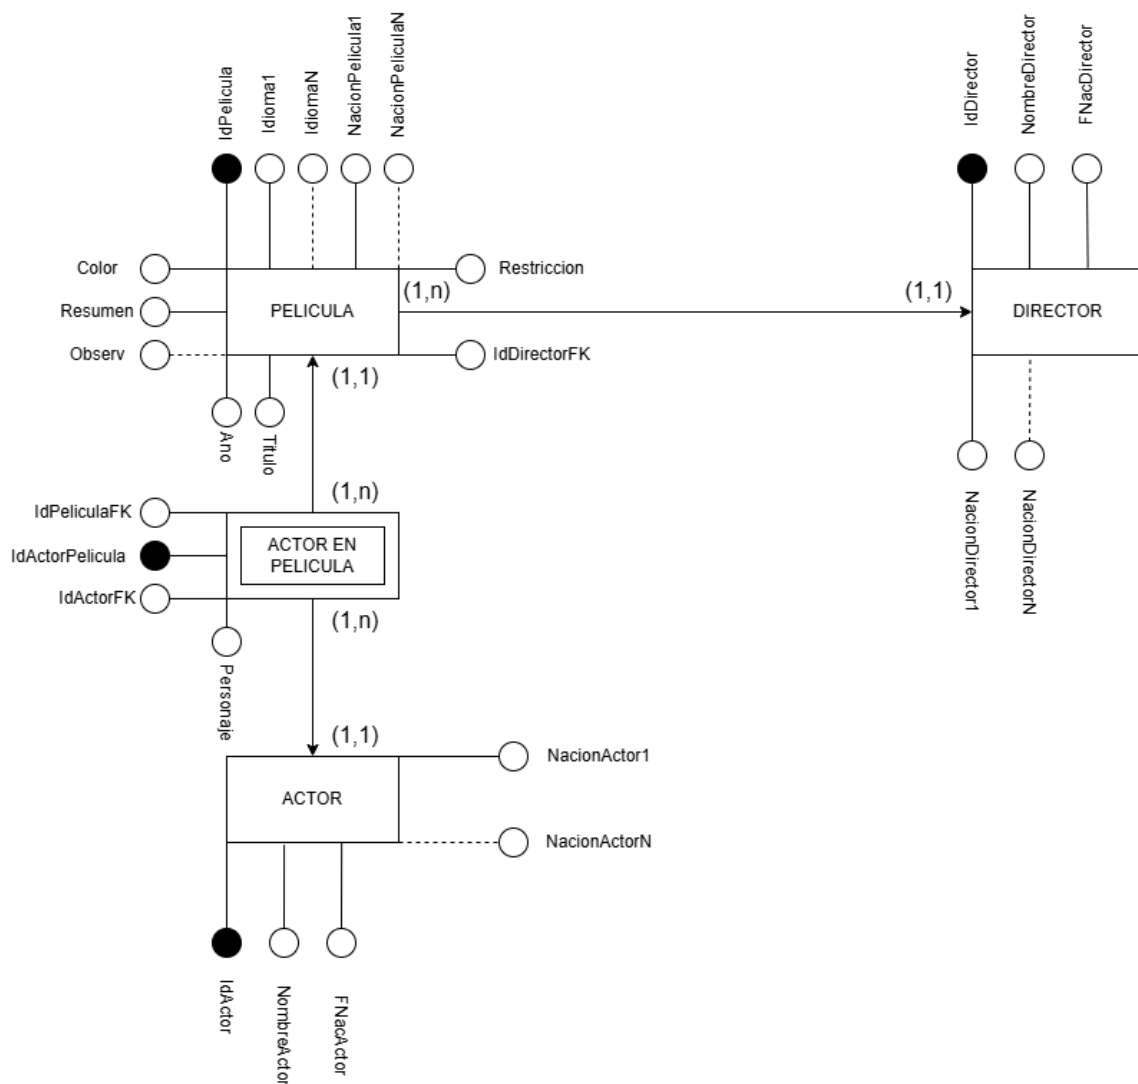 IdPelicula
Idioma1
IdiomaN
NacionPelicula1
NacionPeliculaN
IdDirector
NombreDirector
FNacDirector
Color
Restriccion
Resumen
PELICULA
(1,n)
(1,1)
DIRECTOR
Observ
IdDirectorFK
(1,1)
Ano
Titulo
(1,n)
NacionDirector1
NacionDirectorN
IdPeliculaFK
IdActorPelicula
ACTOR EN
PELICULA
IdActorFK
(1,n)
Personaje
(1,1)
NacionActor1
ACTOR
NacionActorN
IdActor
NombreActor
FNacActor